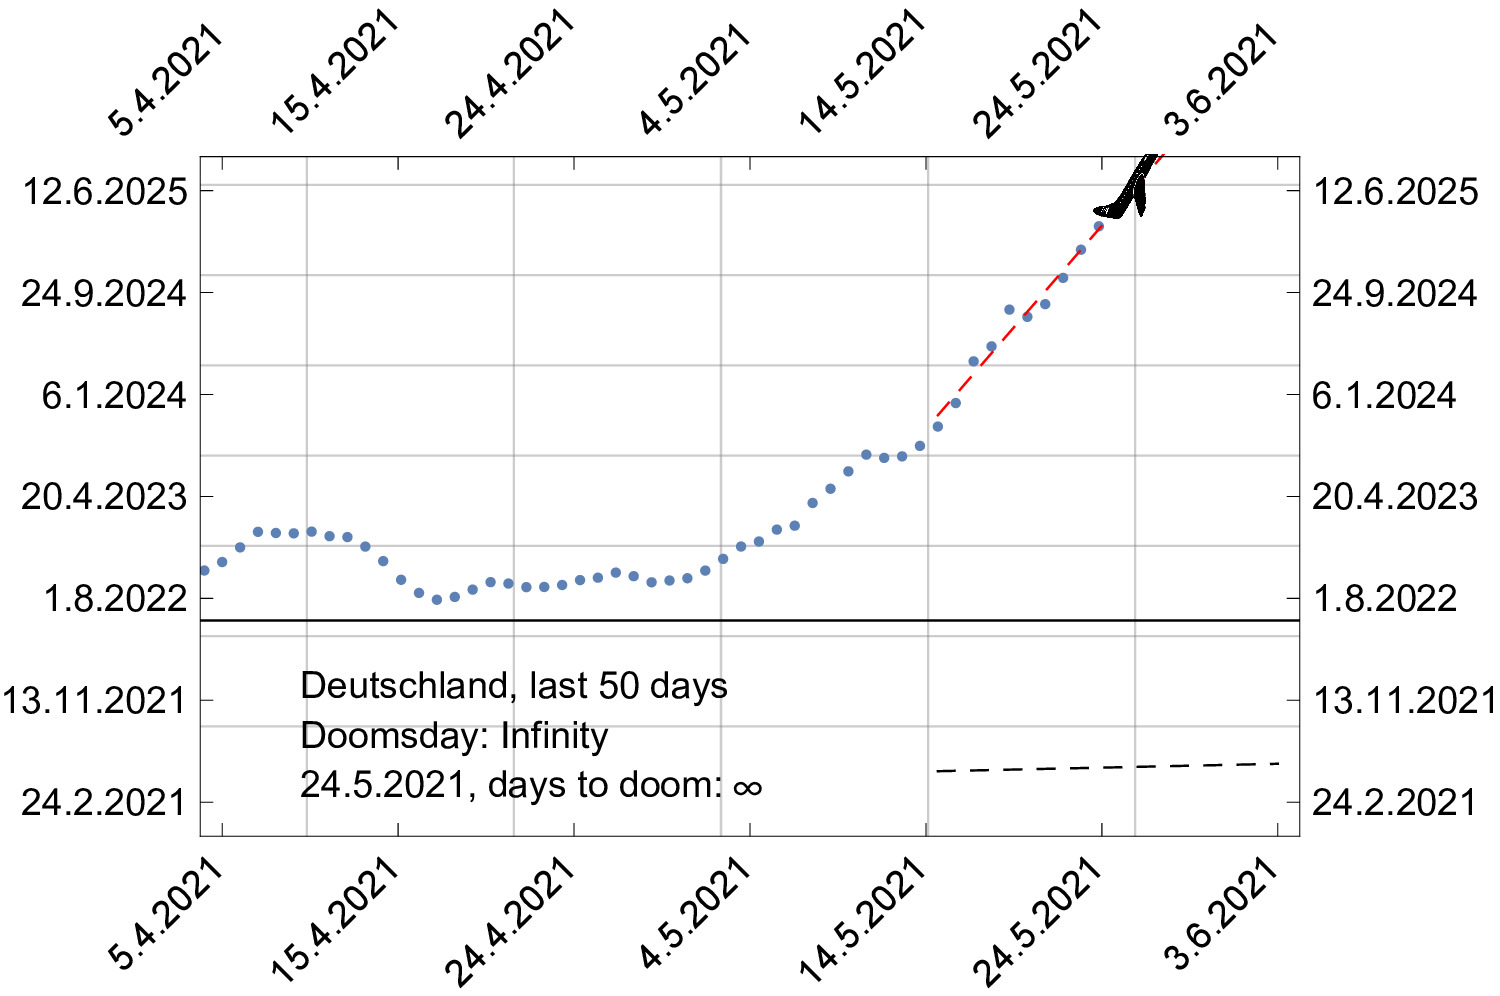 5.4.2021 15.4.2021 24.4.2021 4.5.2021 14.5.2021 24.5.2021 3.6.2021
12.6.2025 12.6.2025
24.9.2024 24.9.2024
6.1.2024 6.1.2024
20.4.2023 20.4.2023
1.8.2022 1.8.2022
Deutschland, last 50 days
13.11.2021 13.11.2021
Doomsday: Infinity
24.5.2021, days to doom: ∞
24.2.2021 24.2.2021
5.4.2021 15.4.2021 24.4.2021 4.5.2021 14.5.2021 24.5.2021 3.6.2021